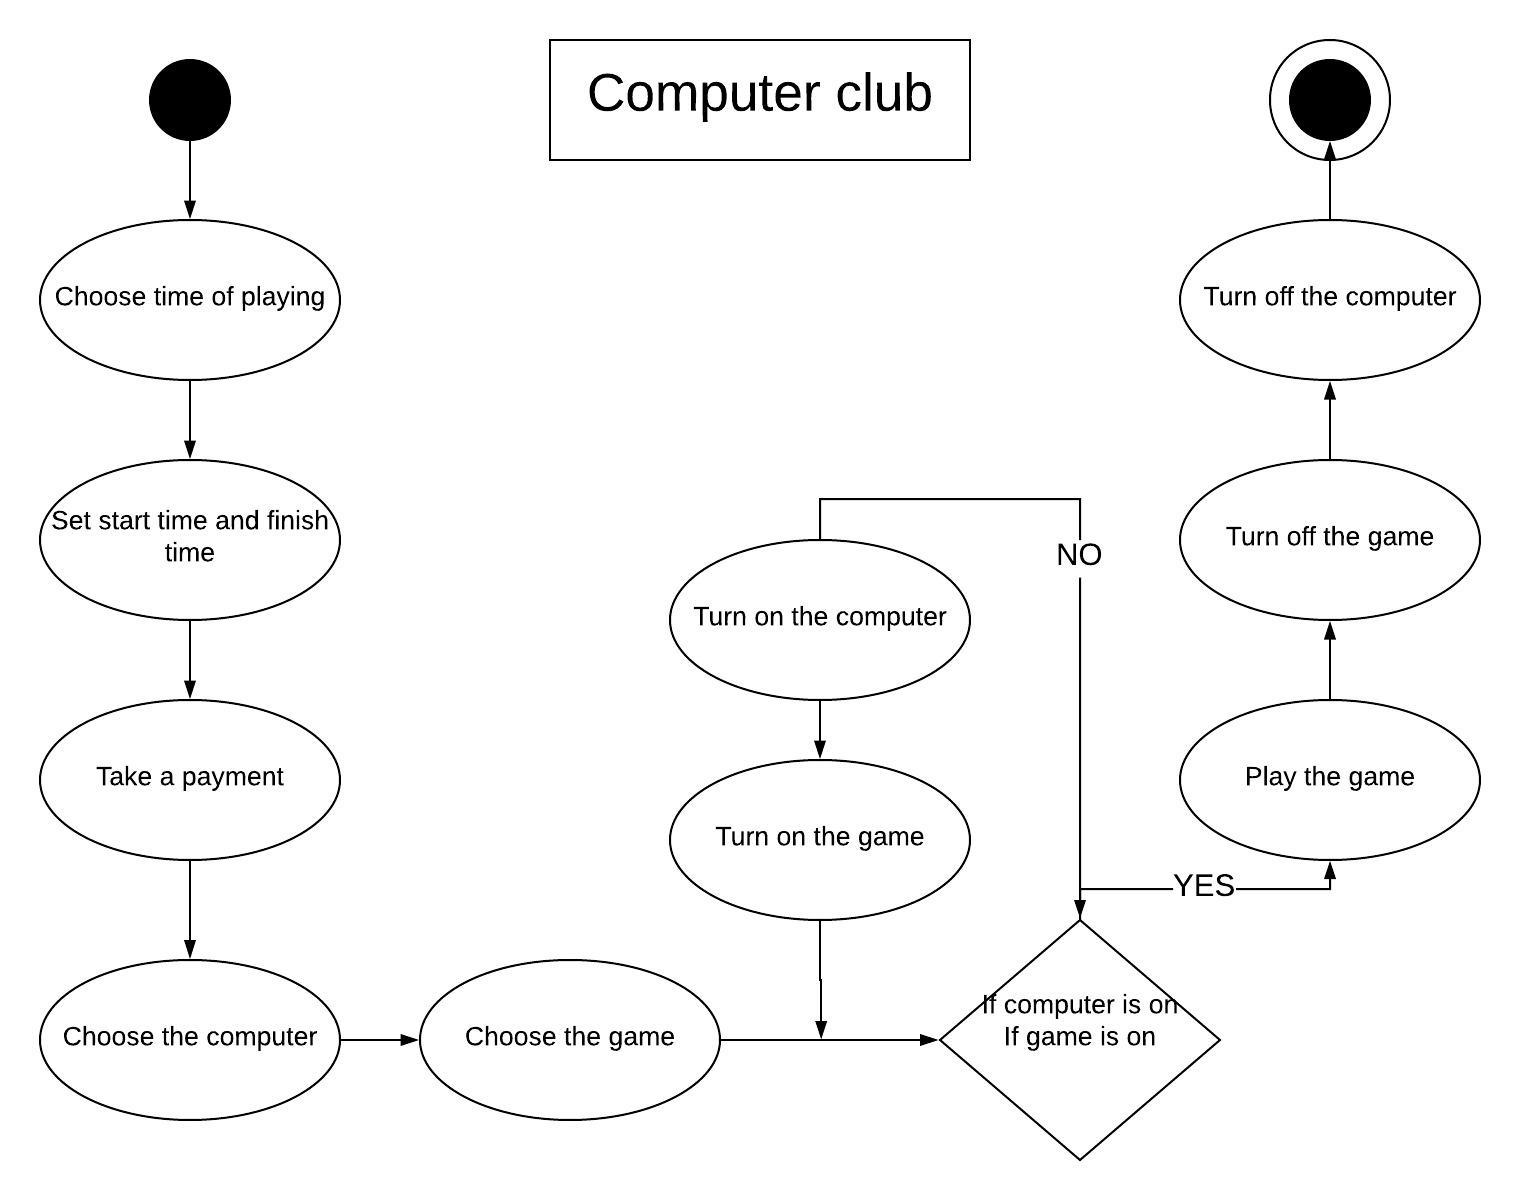 Computer club
Choose time of playing
Set start time and finish
time
Take a payment
Choose the computer
Choose the game
Turn on the computer
Turn on the game
NO
If computer is on
If game is on
YES
Play the game
Turn off the game
Turn off the computer